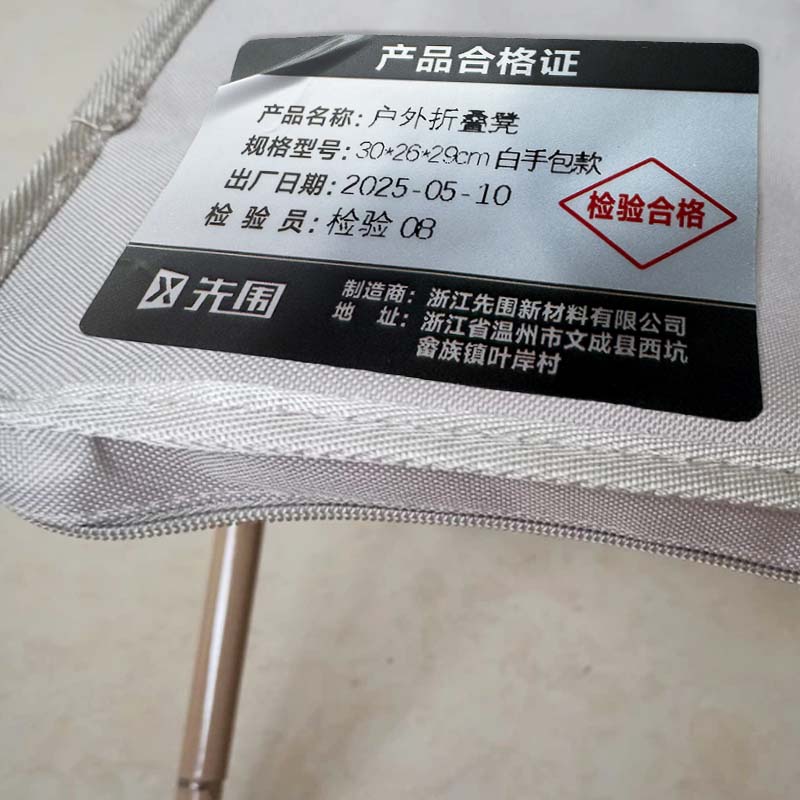 产品合格证
产品名称：户外折叠凳
规格型号：30*26*29cm 白手包款
出厂日期：2025-05-10
检 验 员：检验 08
检验合格
先围
制造商：浙江先围新材料有限公司
地 址：浙江省温州市文成县西坑
畲族镇叶岸村